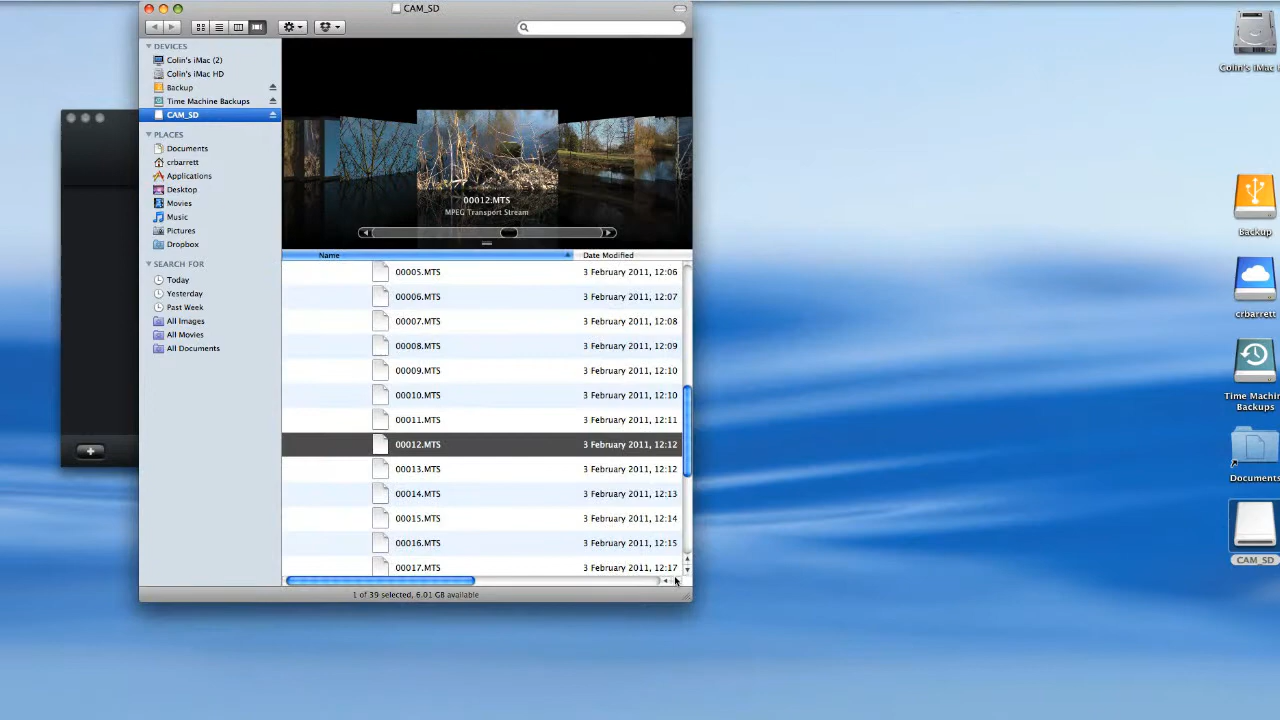 CAM_SD
DEVICES
Colin's iMac (2)
Colin's iMac HD
Backup
Time Machine Backups
CAM_SD
PLACES
Documents
crbarrett
Applications
Desktop
Movies
Music
Pictures
Dropbox
SEARCH FOR
Today
Yesterday
Past Week
All Images
All Movies
All Documents
00012.MTS
MPEG Transport Stream
Name Date Modified
00005.MTS 3 February 2011, 12:06
00006.MTS 3 February 2011, 12:07
00007.MTS 3 February 2011, 12:08
00008.MTS 3 February 2011, 12:09
00009.MTS 3 February 2011, 12:10
00010.MTS 3 February 2011, 12:10
00011.MTS 3 February 2011, 12:11
00012.MTS 3 February 2011, 12:12
00013.MTS 3 February 2011, 12:12
00014.MTS 3 February 2011, 12:13
00015.MTS 3 February 2011, 12:14
00016.MTS 3 February 2011, 12:15
00017.MTS 3 February 2011, 12:17
1 of 39 selected, 6.01 GB available
Colin's iMac
Backup
crbarrett
Time Machin
Backups
Documents
CAM_SD